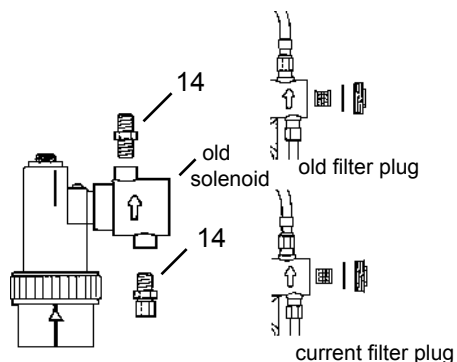 14
old
solenoid
old filter plug
14
current filter plug